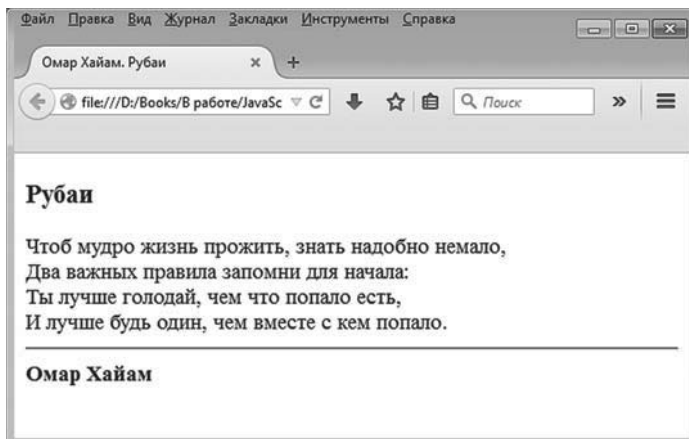 Файл Правка Вид Журнал Закладки Инструменты Справка
Омар Хайам. Рубаи
file:///D:/Books/В работе/JavaSc
Поиск
Рубаи
Чтоб мудро жизнь прожить, знать надобно немало,
Два важных правила запомни для начала:
Ты лучше голодай, чем что попало есть,
И лучше будь один, чем вместе с кем попало.
Омар Хайам